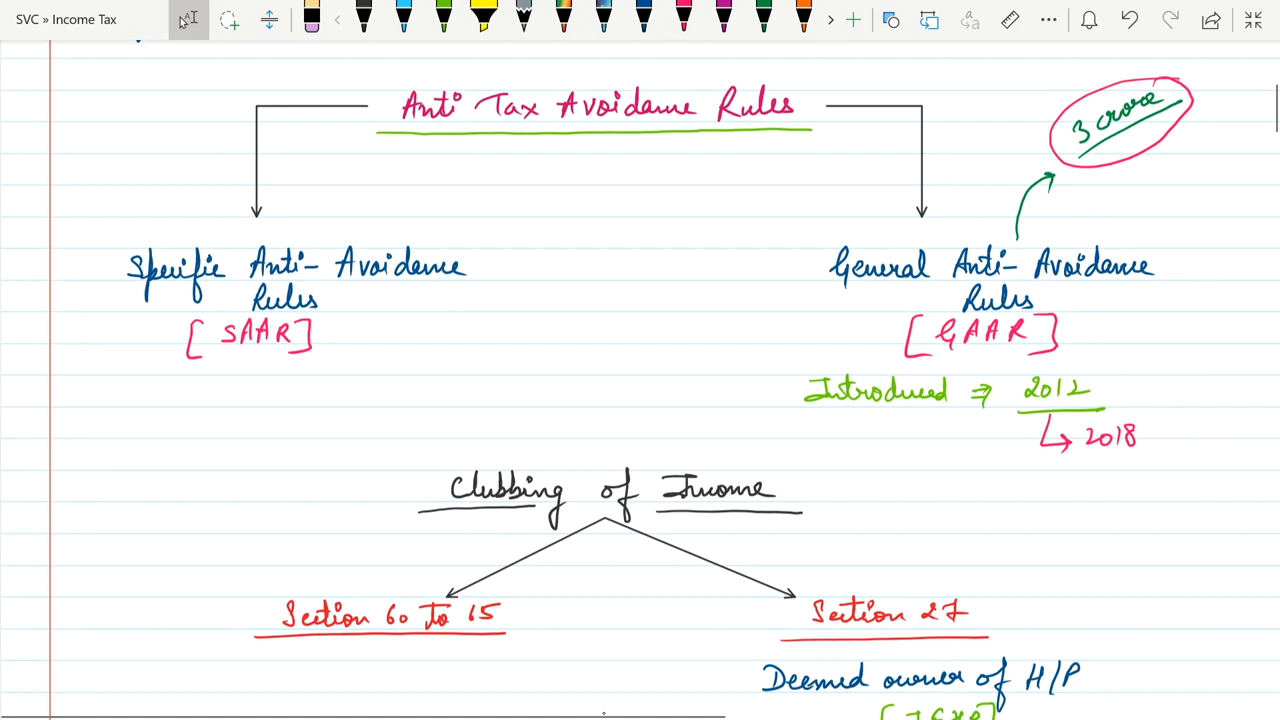 SVC » Income Tax
Anti Tax Avoidance Rules
3 crore
Specific Anti-Avoidance
Rules
[SAAR]
General Anti-Avoidance
Rules
[GAAR]
Introduced ⇒ 2012
↳ 2018
Clubbing of Income
Section 60 To 65
Section 27
Deemed owner of H/P